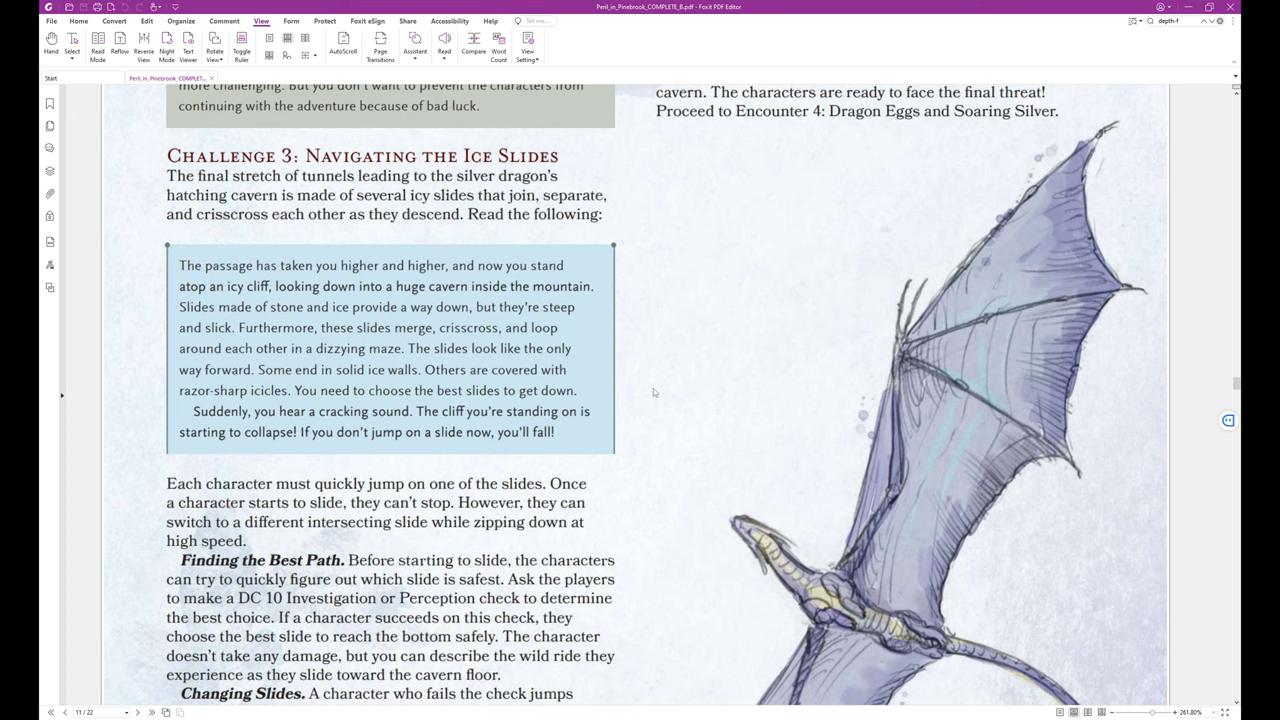 Peril_in_Pinebrook_COMPLETE_B.pdf - Foxit PDF Editor
File Home Convert Edit Organize Comment View Form Protect Foxit eSign Share Accessibility Help Tell me... depth-f
Hand Select Read Mode Reflow Reverse View Night Mode Text Viewer Rotate View Toggle Ruler AutoScroll Page Transitions Assistant Read Compare Word Count View Setting
Start Peril_in_Pinebrook_COMPLET...
more challenging. But you don't want to prevent the characters from
continuing with the adventure because of bad luck.
Challenge 3: Navigating the Ice Slides
The final stretch of tunnels leading to the silver dragon's
hatching cavern is made of several icy slides that join, separate,
and crisscross each other as they descend. Read the following:
The passage has taken you higher and higher, and now you stand
atop an icy cliff, looking down into a huge cavern inside the mountain.
Slides made of stone and ice provide a way down, but they're steep
and slick. Furthermore, these slides merge, crisscross, and loop
around each other in a dizzying maze. The slides look like the only
way forward. Some end in solid ice walls. Others are covered with
razor-sharp icicles. You need to choose the best slides to get down.
Suddenly, you hear a cracking sound. The cliff you're standing on is
starting to collapse! If you don't jump on a slide now, you'll fall!
Each character must quickly jump on one of the slides. Once
a character starts to slide, they can't stop. However, they can
switch to a different intersecting slide while zipping down at
high speed.
Finding the Best Path. Before starting to slide, the characters
can try to quickly figure out which slide is safest. Ask the players
to make a DC 10 Investigation or Perception check to determine
the best choice. If a character succeeds on this check, they
choose the best slide to reach the bottom safely. The character
doesn't take any damage, but you can describe the wild ride they
experience as they slide toward the cavern floor.
Changing Slides. A character who fails the check jumps
cavern. The characters are ready to face the final threat!
Proceed to Encounter 4: Dragon Eggs and Soaring Silver.
11 / 22
261.80%